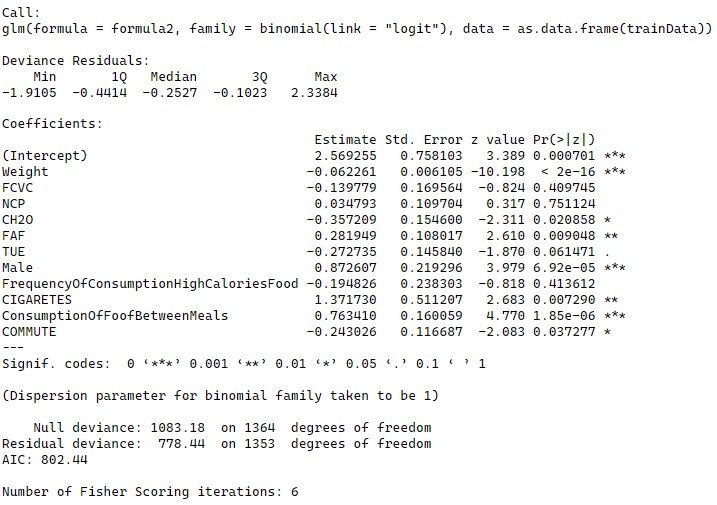 Call:
glm(formula = formula2, family = binomial(link = "logit"), data = as.data.frame(trainData))
Deviance Residuals:
Min 1Q Median 3Q Max
-1.9105 -0.4414 -0.2527 -0.1023 2.3384
Coefficients:
Estimate Std. Error z value Pr(>|z|)
(Intercept) 2.569255 0.758103 3.389 0.000701 ***
Weight -0.062261 0.006105 -10.198 < 2e-16 ***
FCVC -0.139779 0.169564 -0.824 0.409745
NCP 0.034793 0.109704 0.317 0.751124
CH2O -0.357209 0.154600 -2.311 0.020858 *
FAF 0.281949 0.108017 2.610 0.009048 **
TUE -0.272735 0.145840 -1.870 0.061471 .
Male 0.872607 0.219296 3.979 6.92e-05 ***
FrequencyOfConsumptionHighCaloriesFood -0.194826 0.238303 -0.818 0.413612
CIGARETES 1.371730 0.511207 2.683 0.007290 **
ConsumptionOfFoofBetweenMeals 0.763410 0.160059 4.770 1.85e-06 ***
COMMUTE -0.243026 0.116687 -2.083 0.037277 *
---
Signif. codes: 0 ‘***’ 0.001 ‘**’ 0.01 ‘*’ 0.05 ‘.’ 0.1 ‘ ’ 1
(Dispersion parameter for binomial family taken to be 1)
Null deviance: 1083.18 on 1364 degrees of freedom
Residual deviance: 778.44 on 1353 degrees of freedom
AIC: 802.44
Number of Fisher Scoring iterations: 6